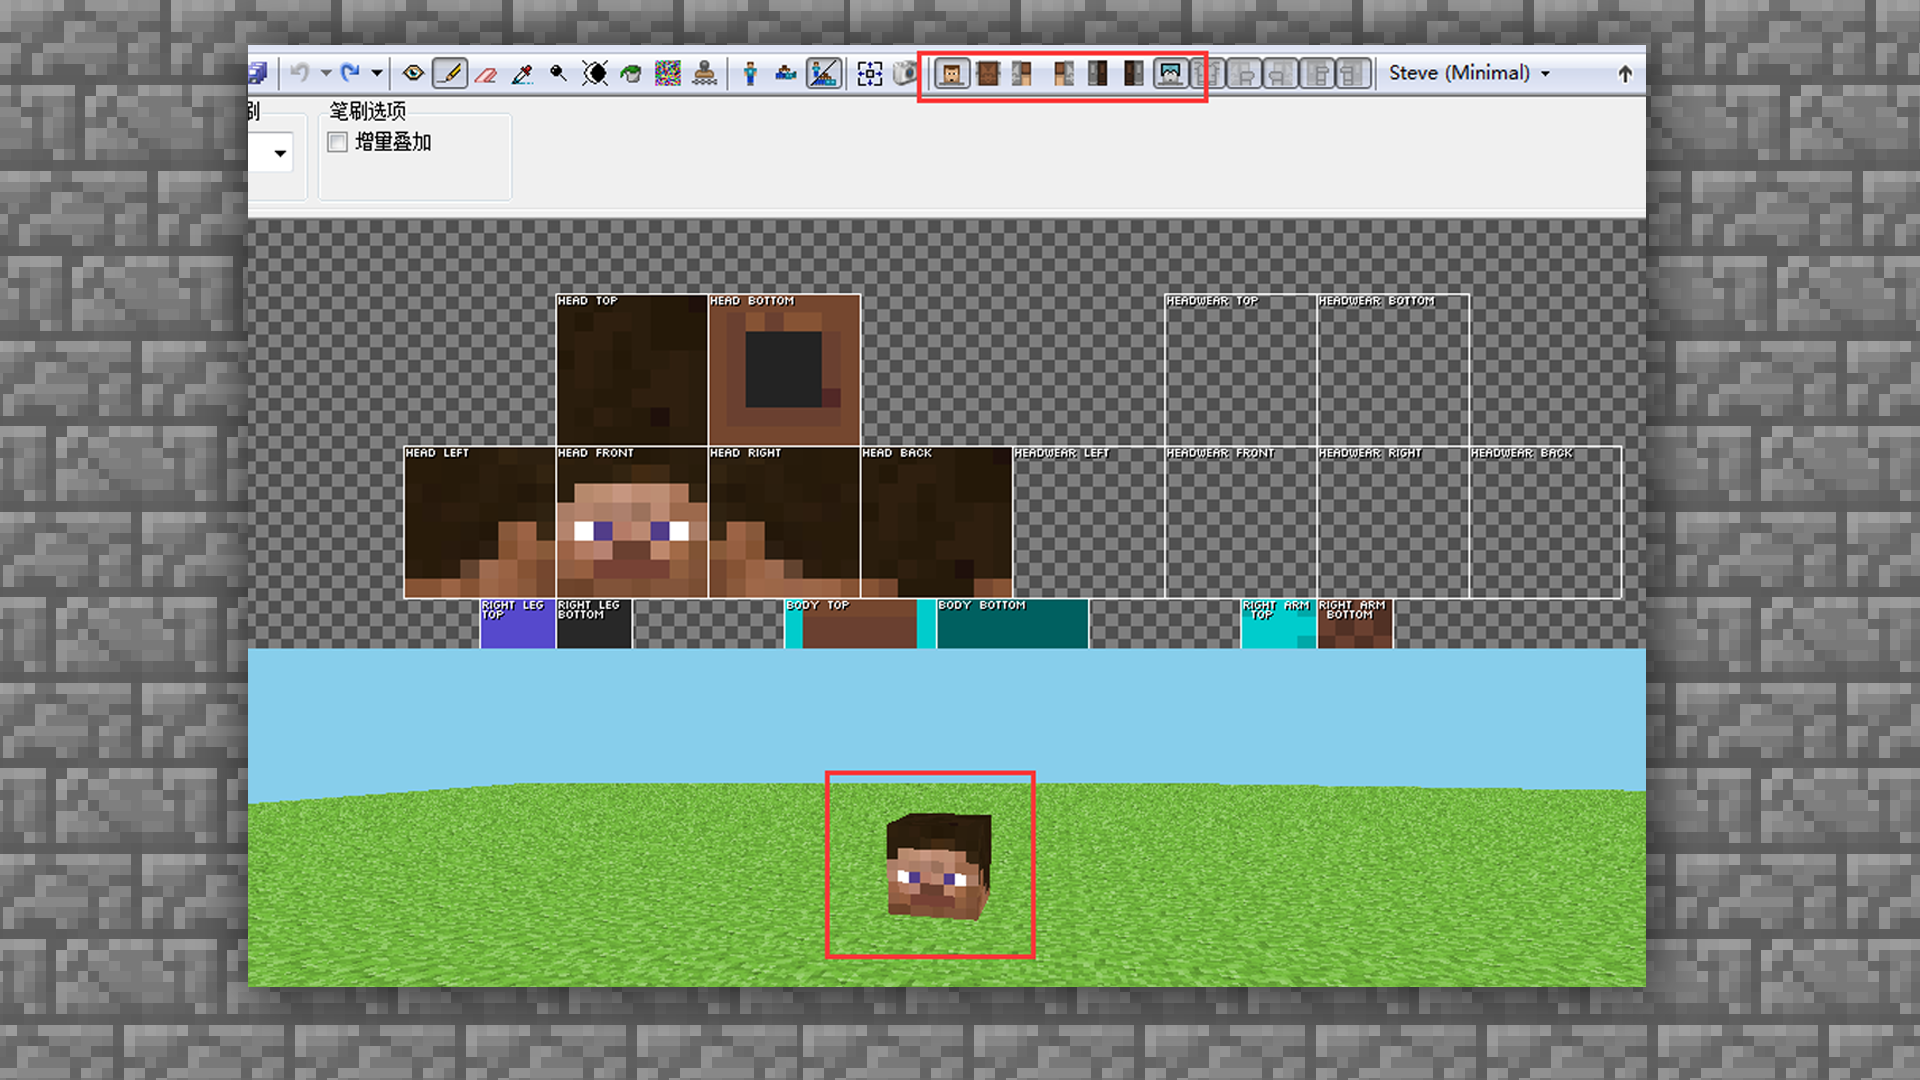 Steve (Minimal)
刷
笔刷选项
增量叠加
HEAD TOP
HEAD BOTTOM
HEADWEAR TOP
HEADWEAR BOTTOM
HEAD LEFT
HEAD FRONT
HEAD RIGHT
HEAD BACK
HEADWEAR LEFT
HEADWEAR FRONT
HEADWEAR RIGHT
HEADWEAR BACK
RIGHT LEG
TOP
RIGHT LEG
BOTTOM
BODY TOP
BODY BOTTOM
RIGHT ARM
TOP
RIGHT ARM
BOTTOM